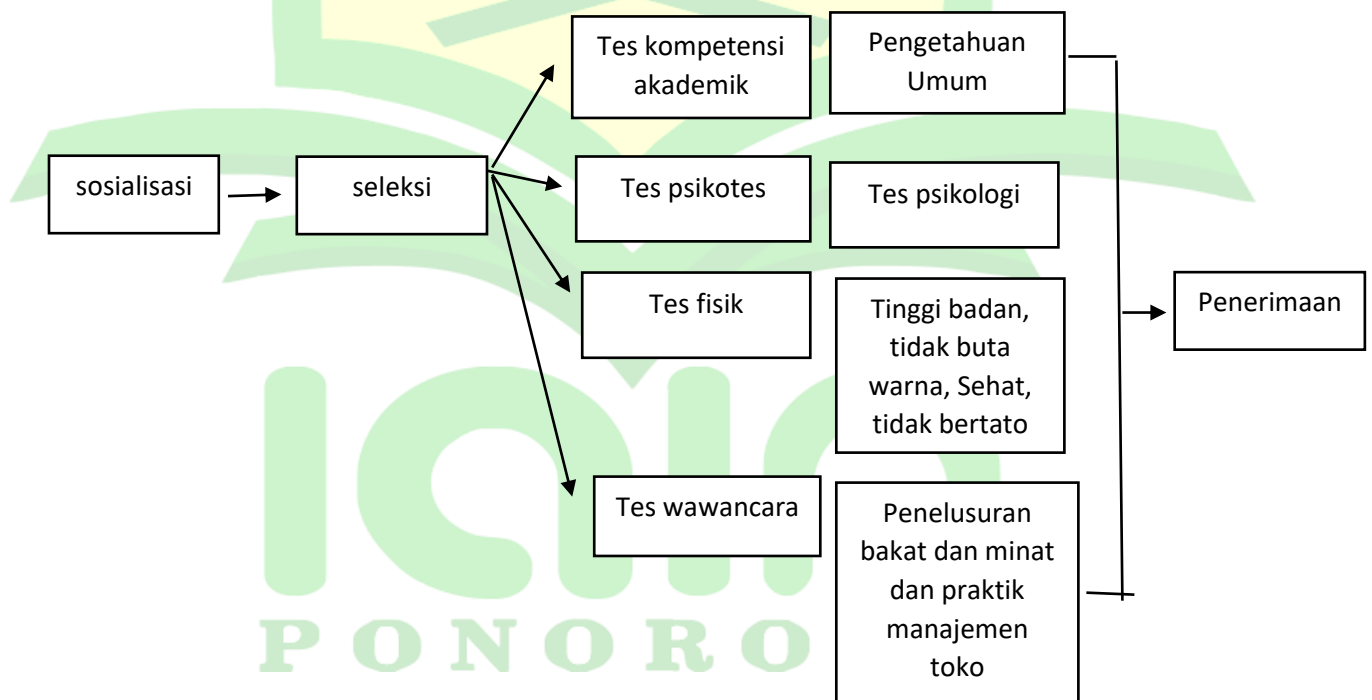 Tes kompetensi
akademik
Pengetahuan
Umum
sosialisasi
seleksi
Tes psikotes
Tes psikologi
Tes fisik
Tinggi badan,
tidak buta
warna, Sehat,
tidak bertato
Penerimaan
Tes wawancara
Penelusuran
bakat dan minat
dan praktik
manajemen
toko
iain
PONORO